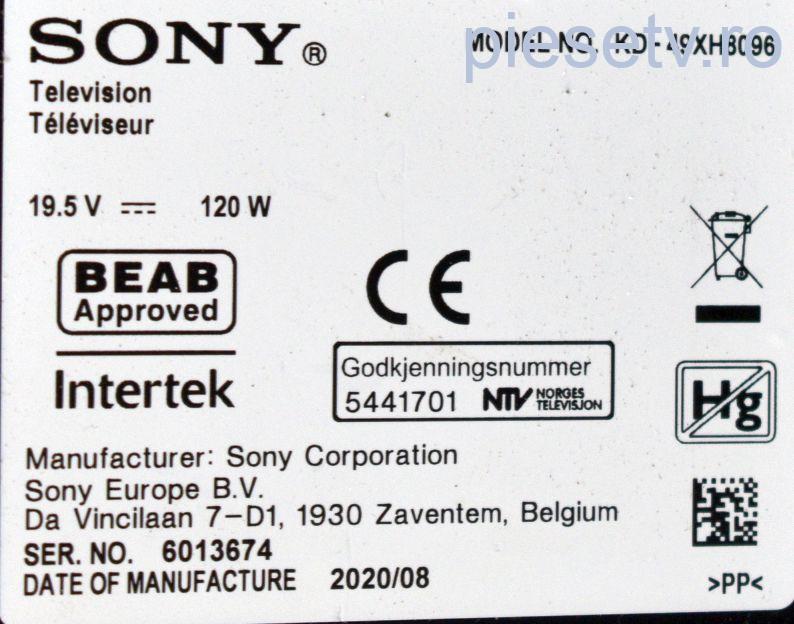 SONY®
MODEL NO. KD-49XH8096
piesetv.ro
Television
Téléviseur
19.5 V 120 W
BEAB
Approved
Intertek
CE
Godkjenningsnummer
5441701 NTV NORGES
TELEVISJON
Hg
Manufacturer: Sony Corporation
Sony Europe B.V.
Da Vincilaan 7-D1, 1930 Zaventem, Belgium
SER. NO. 6013674
DATE OF MANUFACTURE 2020/08
>PP<